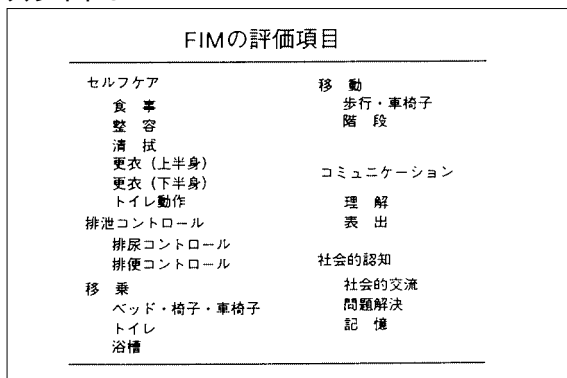 FIMの評価項目
セルフケア
食 事
整 容
清 拭
更衣（上半身）
更衣（下半身）
トイレ動作
排泄コントロール
排尿コントロール
排便コントロール
移 乗
ベッド・椅子・車椅子
トイレ
浴槽
移 動
歩行・車椅子
階 段
コミュニケーション
理 解
表 出
社会的認知
社会的交流
問題解決
記 憶